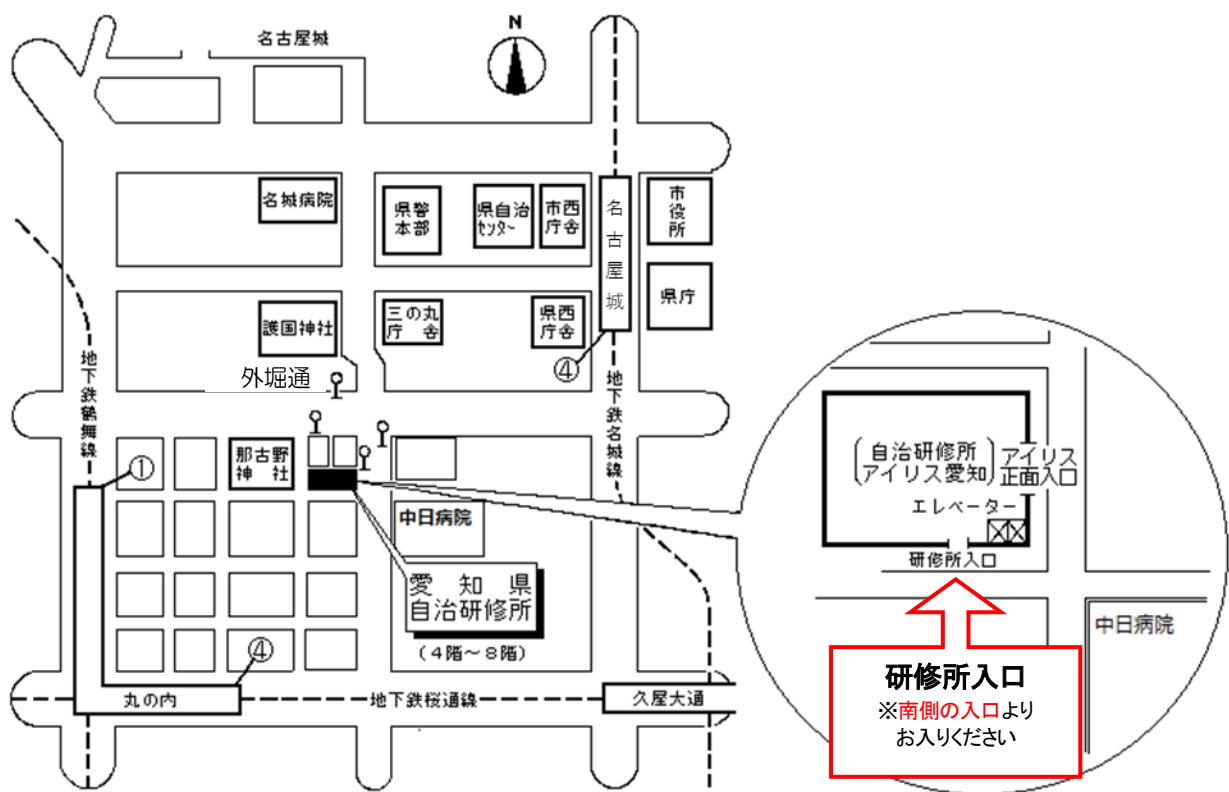 名古屋城
N
名城病院
県警
本部
県自治
センター
市西
庁舎
名古屋城
市役所
県庁
護国神社
三の丸
庁舎
県西
庁舎
④
地下鉄鶴舞線
外堀通
地下鉄名城線
①
那古野
神社
中日病院
愛知県
自治研修所
(4階～8階)
④
丸の内
地下鉄桜通線
久屋大通
自治研修所
アイリス愛知
アイリス
正面入口
エレベーター
研修所入口
中日病院
研修所入口
※南側の入口より
お入りください